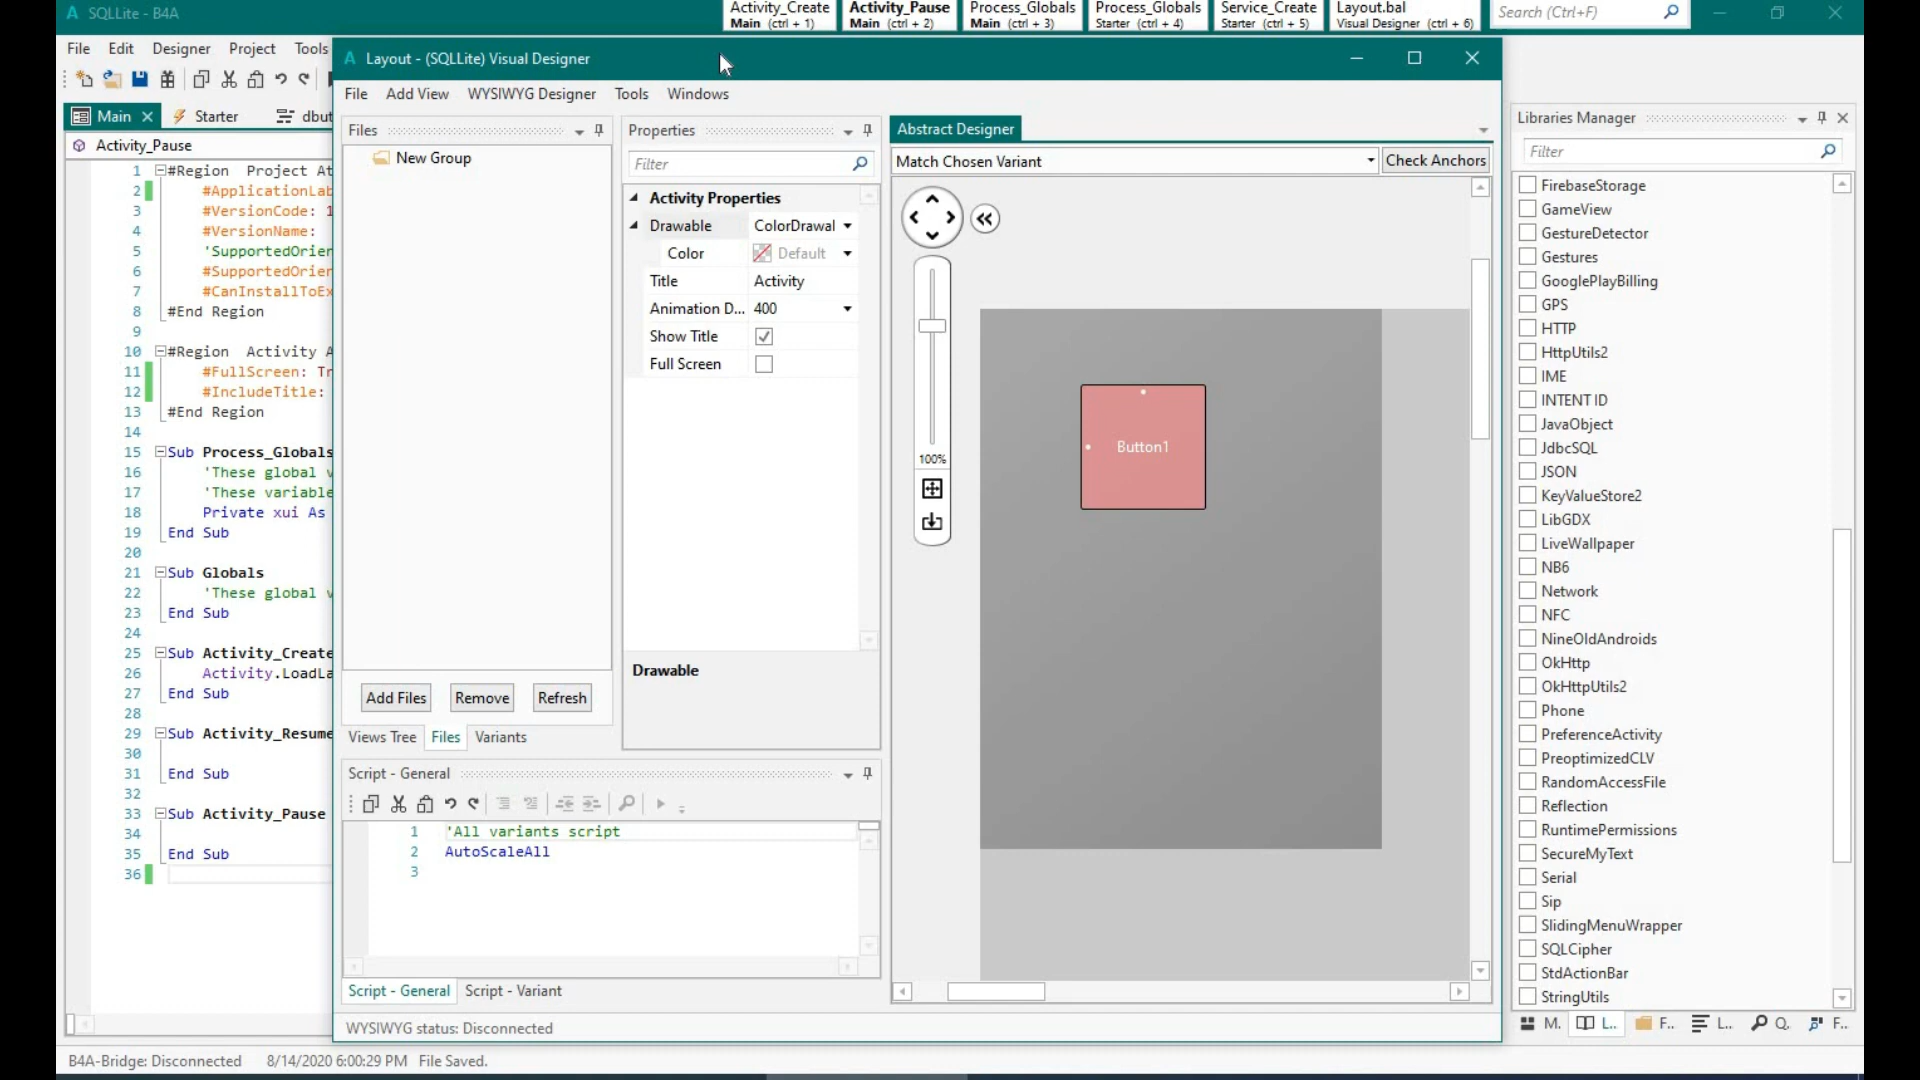 SQLLite - B4A
Activity_Create
Main (ctrl + 1)
Activity_Pause
Main (ctrl + 2)
Process_Globals
Main (ctrl + 3)
Process_Globals
Starter (ctrl + 4)
Service_Create
Starter (ctrl + 5)
Layout.bal
Visual Designer (ctrl + 6)
Search (Ctrl+F)
File Edit Designer Project Tools
Main
Starter
dbut
Activity_Pause
1 #Region Project At
2 #ApplicationLab
3 #VersionCode: 1
4 #VersionName:
5 'SupportedOrien
6 #SupportedOrien
7 #CanInstallToEx
8 #End Region
9
10 #Region Activity A
11 #FullScreen: Tr
12 #IncludeTitle:
13 #End Region
14
15 Sub Process_Globals
16 'These global v
17 'These variable
18 Private xui As
19 End Sub
20
21 Sub Globals
22 'These global v
23 End Sub
24
25 Sub Activity_Create
26 Activity.LoadLa
27 End Sub
28
29 Sub Activity_Resume
30
31 End Sub
32
33 Sub Activity_Pause
34
35 End Sub
36
Layout - (SQLLite) Visual Designer
File Add View WYSIWYG Designer Tools Windows
Files
New Group
Add Files Remove Refresh
Views Tree Files Variants
Properties
Filter
Activity Properties
Drawable ColorDrawal
Color Default
Title Activity
Animation D... 400
Show Title
Full Screen
Drawable
Script - General
1 'All variants script
2 AutoScaleAll
3
Script - General Script - Variant
WYSIWYG status: Disconnected
Abstract Designer
Match Chosen Variant
Check Anchors
100%
Button1
Libraries Manager
Filter
FirebaseStorage
GameView
GestureDetector
Gestures
GooglePlayBilling
GPS
HTTP
HttpUtils2
IME
INTENT ID
JavaObject
JdbcSQL
JSON
KeyValueStore2
LibGDX
LiveWallpaper
NB6
Network
NFC
NineOldAndroids
OkHttp
OkHttpUtils2
Phone
PreferenceActivity
PreoptimizedCLV
RandomAccessFile
Reflection
RuntimePermissions
SecureMyText
Serial
Sip
SlidingMenuWrapper
SQLCipher
StdActionBar
StringUtils
M. L.. F.. L.. Q. F..
B4A-Bridge: Disconnected 8/14/2020 6:00:29 PM File Saved.